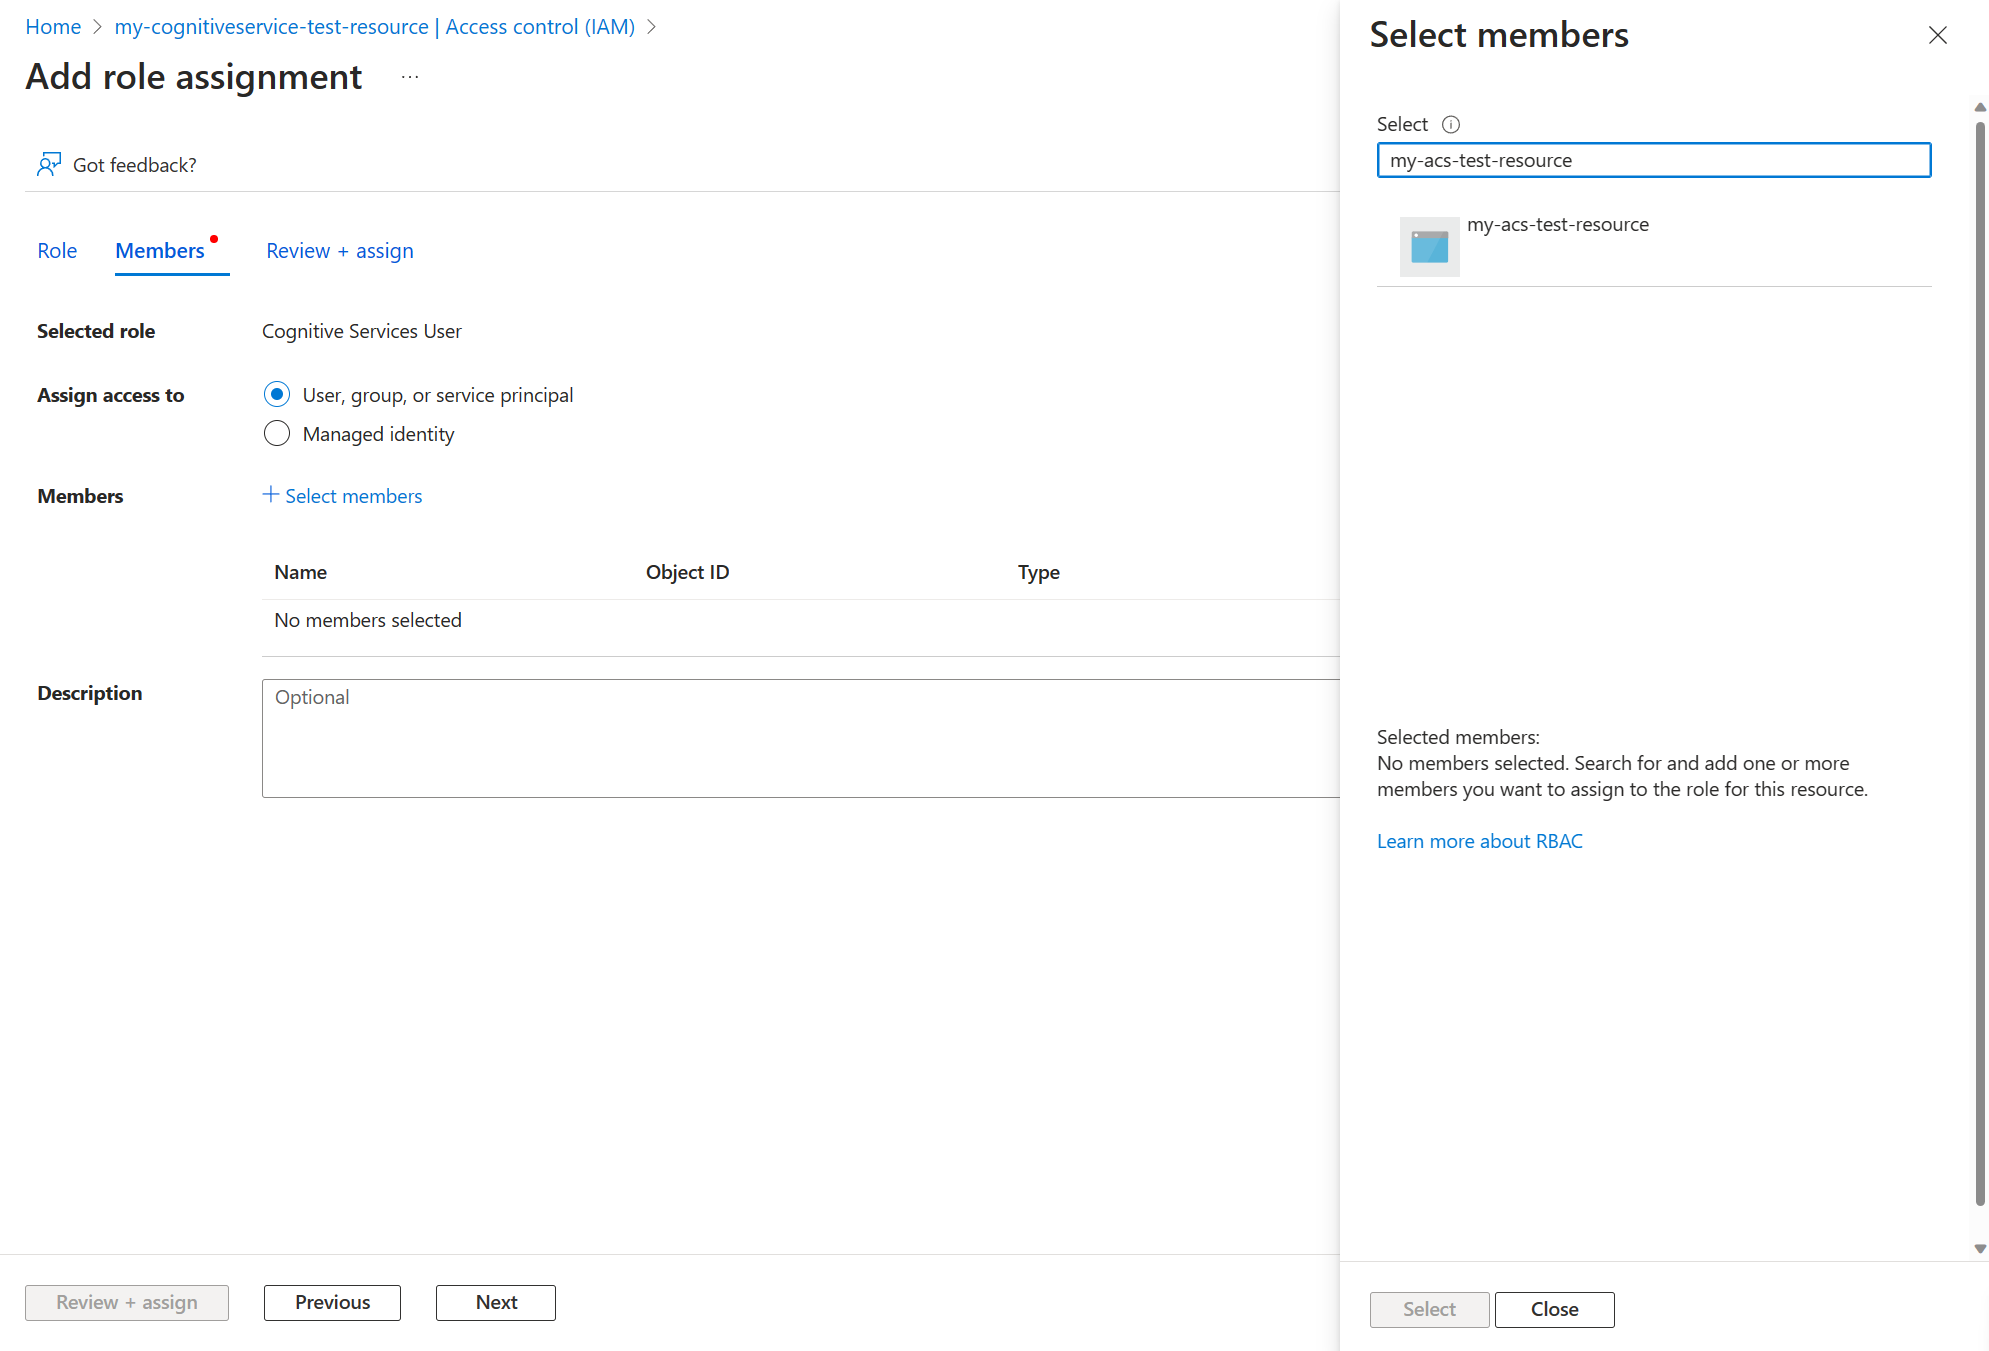 Home > my-cognitiveservice-test-resource | Access control (IAM) >
Add role assignment ...
Got feedback?
Role Members Review + assign
Selected role Cognitive Services User
Assign access to User, group, or service principal
Managed identity
Members + Select members
Name Object ID Type
No members selected
Description Optional
Review + assign Previous Next
Select members
Select
my-acs-test-resource
my-acs-test-resource
Selected members:
No members selected. Search for and add one or more
members you want to assign to the role for this resource.
Learn more about RBAC
Select Close